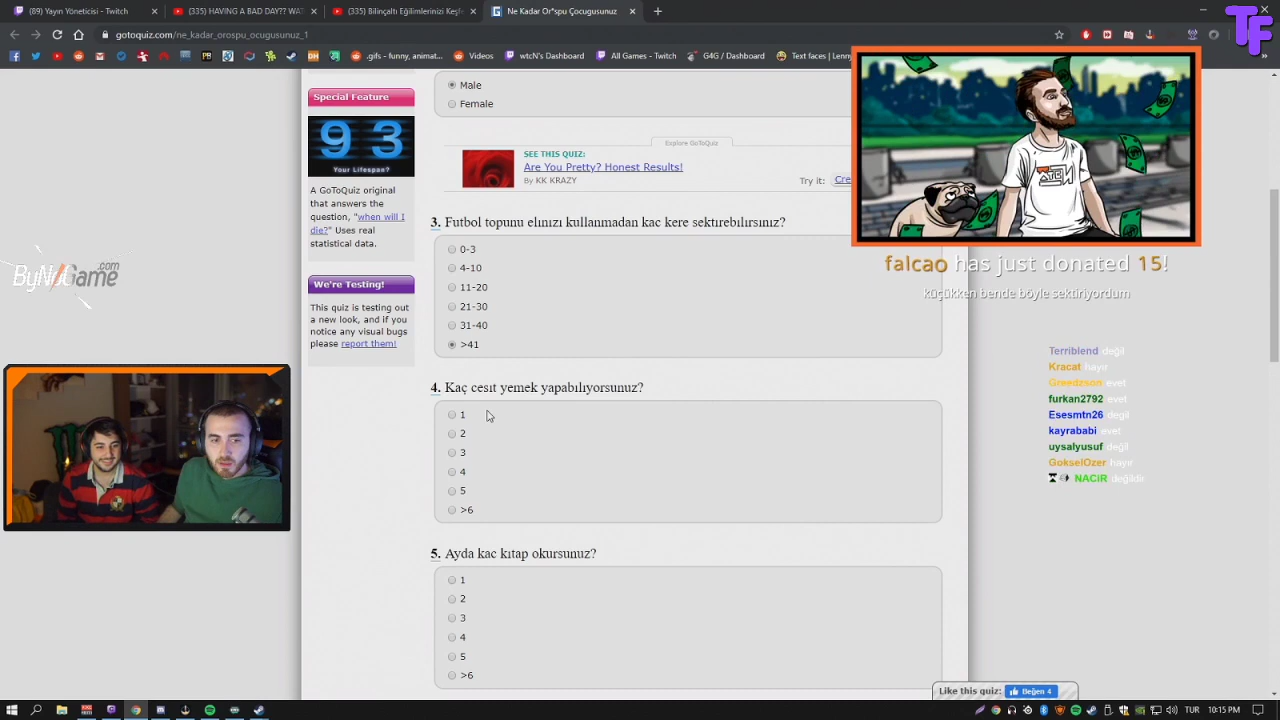 (89) Yayın Yöneticisi - Twitch
(335) HAVING A BAD DAY? WAT
(335) Bilinçaltı Filmlerinizi Keşf
Ne Kadar Or*spu Çocugusunuz
gotoquiz.com/ne_kadar_orospu_ocugusunuz_1
.gifs - funny, animat...
Videos
wtcN's Dashboard
All Games - Twitch
G4G / Donation
Text faces | Lenn
TF
Special Feature
93
Your Lifespan?
A GoToQuiz original
that answers the
question, "when will I
die?" Uses real
statistical data.
We're Testing!
This quiz is testing out
a new look, and if you
notice any visual bugs
please report them!
ByNoGame.com
Male
Female
Explore GoToQuiz
SEE THIS QUIZ:
Are You Pretty? Honest Results!
By KK KRAZY
Try it: Cre
3. Futbol topunu elınızı kullanmadan kac kere sektırebılırsınız?
0-3
4-10
11-20
21-30
31-40
>41
4. Kaç cesıt yemek yapabılıyorsunuz?
1
2
3
4
5
>6
5. Ayda kac kıtap okursunuz?
1
2
3
4
5
>6
falcao has just donated 15!
küçükken bende böyle sektiriyordum
Terriblend değil
Kracat hayır
Greedzson evet
furkan2792 evet
Esesmtn26 degil
kayrababi evet
uysalyusuf değil
GokselOzer hayır
NACIR değildir
Like this quiz: Beğen 4
TUR 10:15 PM